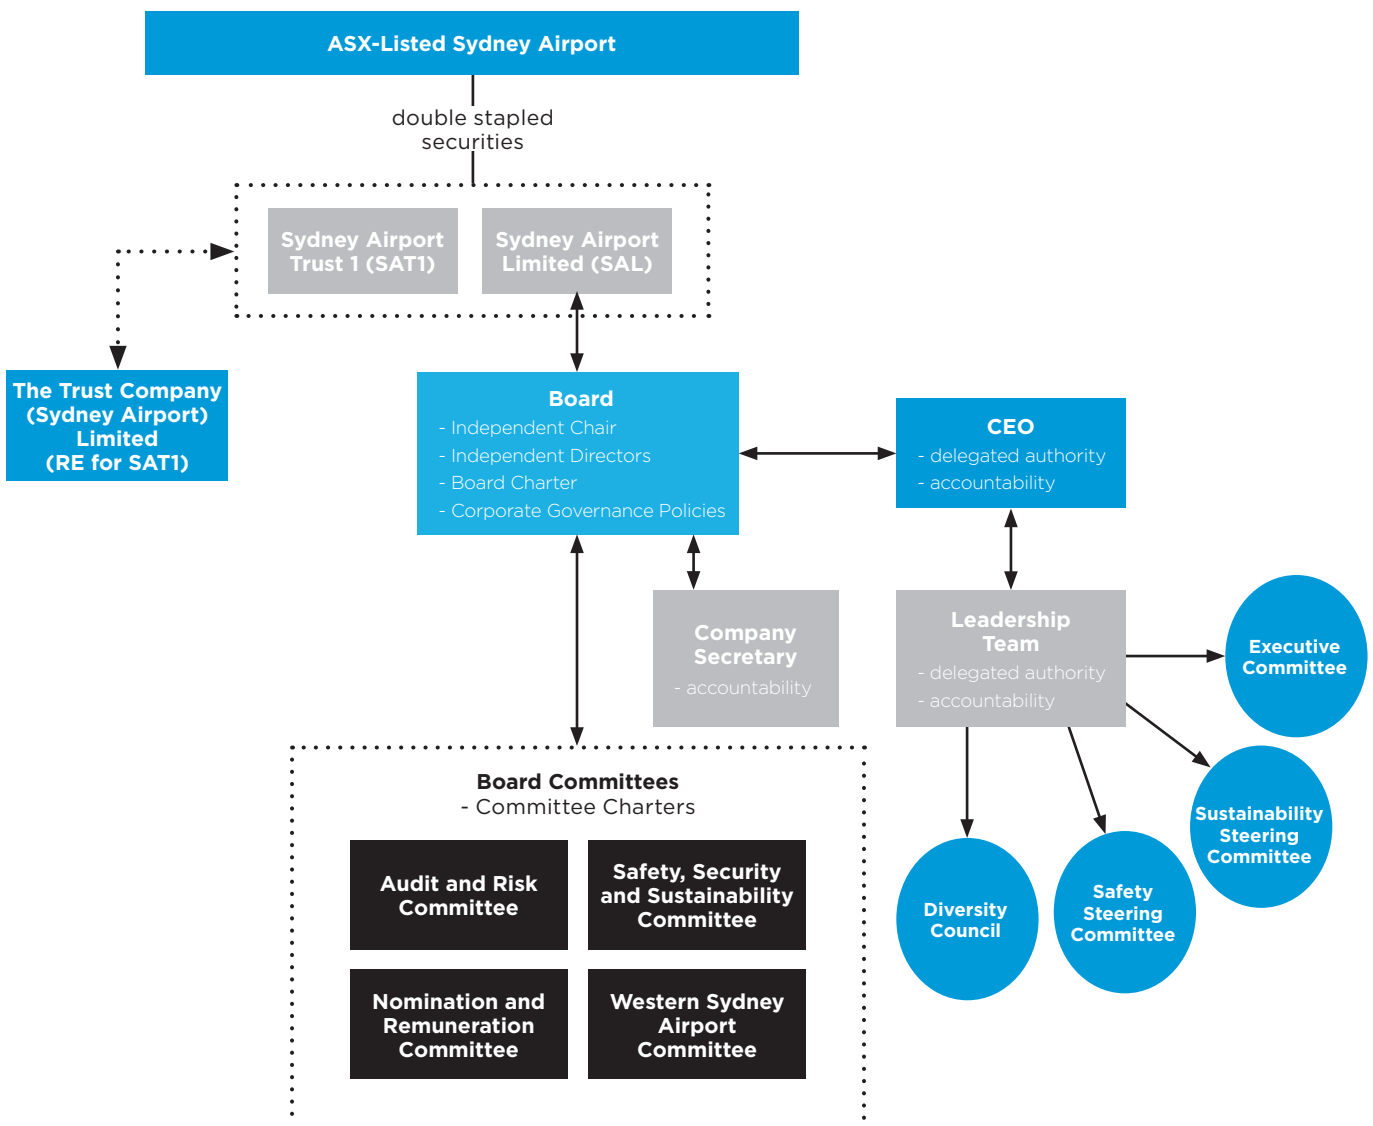 ASX-Listed Sydney Airport
double stapled
securities
Sydney Airport
Trust 1 (SAT1)
Sydney Airport
Limited (SAL)
The Trust Company
(Sydney Airport)
Limited
(RE for SAT1)
Board
- Independent Chair
- Independent Directors
- Board Charter
- Corporate Governance Policies
CEO
- delegated authority
- accountability
Company
Secretary
- accountability
Leadership
Team
- delegated authority
- accountability
Executive
Committee
Sustainability
Steering
Committee
Safety
Steering
Committee
Diversity
Council
Board Committees
- Committee Charters
Audit and Risk
Committee
Safety, Security
and Sustainability
Committee
Nomination and
Remuneration
Committee
Western Sydney
Airport
Committee